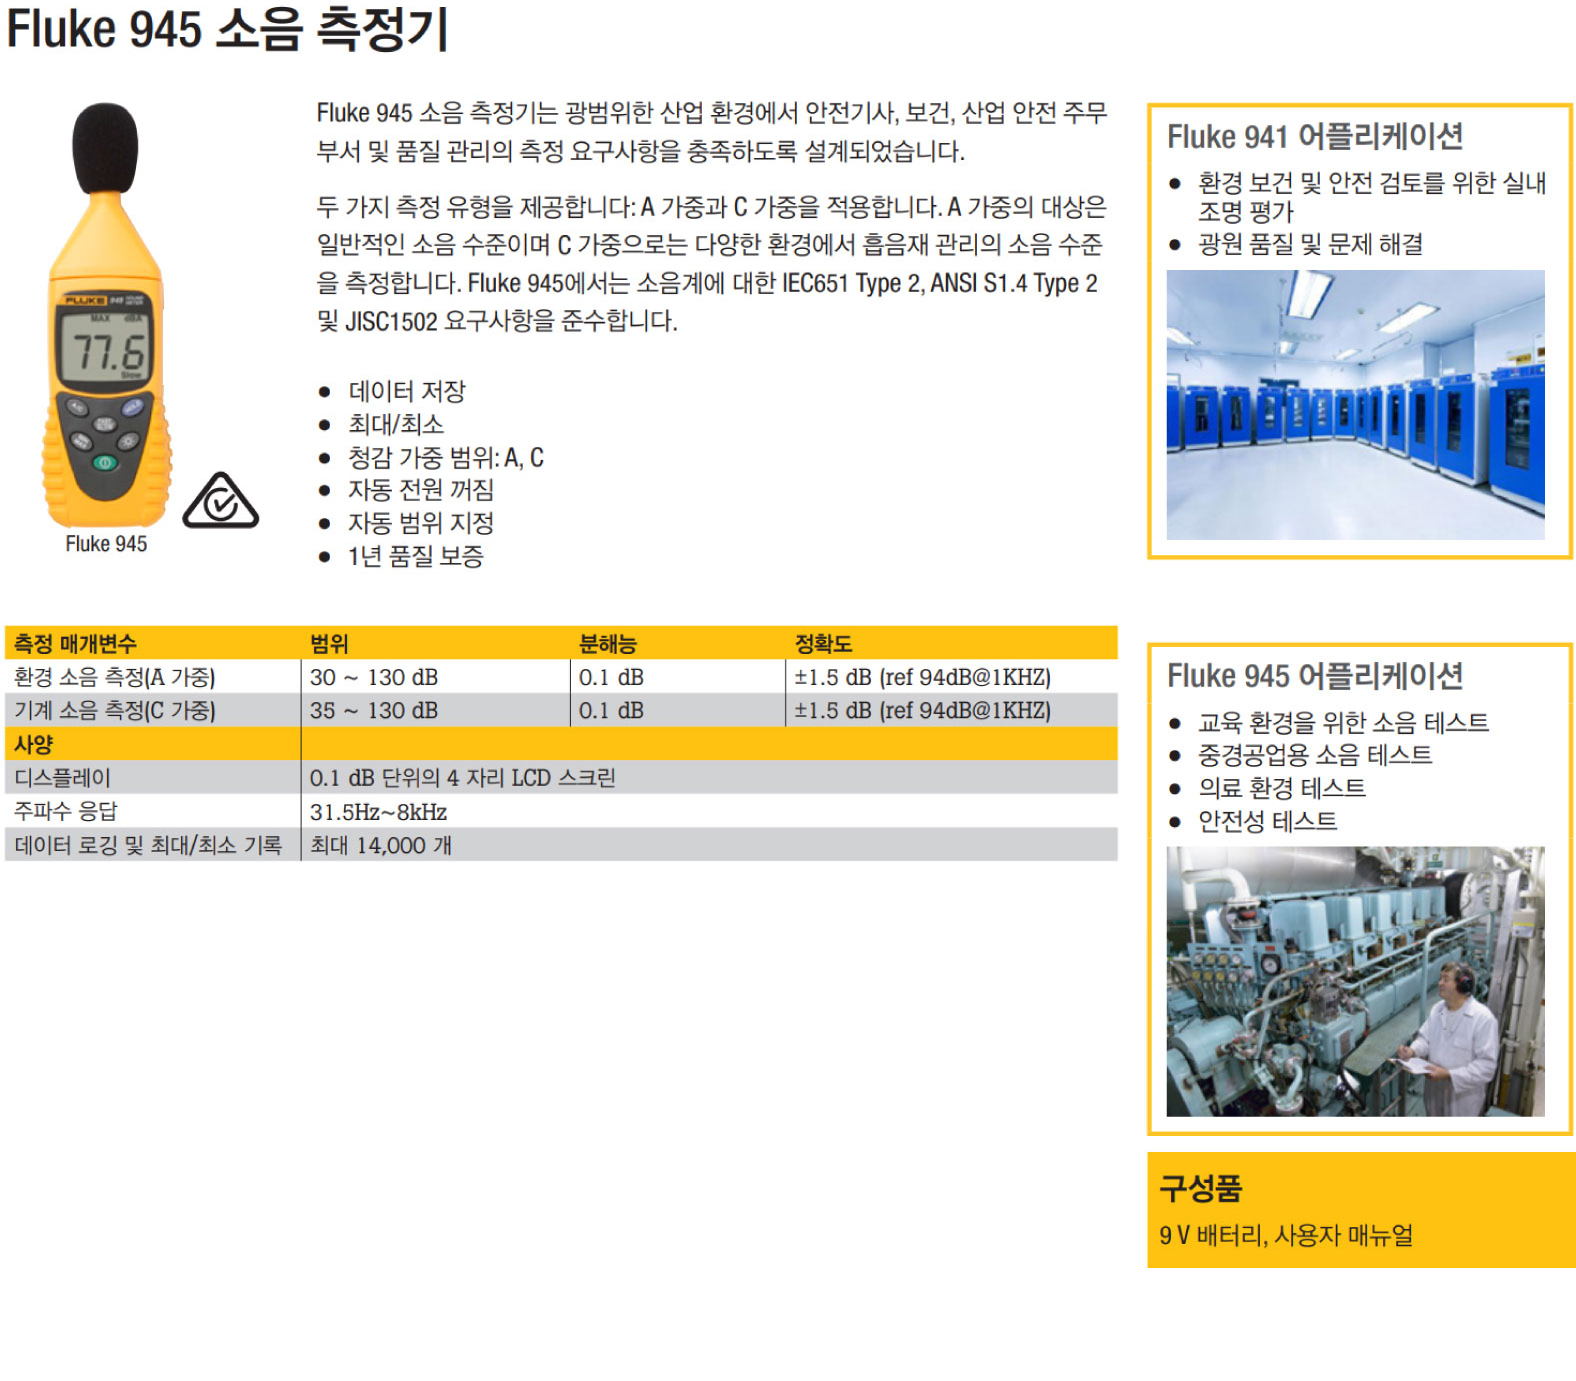 Fluke 945 소음 측정기
Fluke 945 소음 측정기는 광범위한 산업 환경에서 안전기사, 보건, 산업 안전 주무
부서 및 품질 관리의 측정 요구사항을 충족하도록 설계되었습니다.
두 가지 측정 유형을 제공합니다: A 가중과 C 가중을 적용합니다. A 가중의 대상은
일반적인 소음 수준이며 C 가중으로는 다양한 환경에서 흡음재 관리의 소음 수준
을 측정합니다. Fluke 945에서는 소음계에 대한 IEC651 Type 2, ANSI S1.4 Type 2
및 JISC1502 요구사항을 준수합니다.
● 데이터 저장
● 최대/최소
● 청감 가중 범위: A, C
● 자동 전원 꺼짐
● 자동 범위 지정
● 1년 품질 보증
FLUKE 945 SOUND METER
MAX dBA
77.6
Slow
A/C
HOLD
FAST SLOW
Fluke 945
측정 매개변수 범위 분해능 정확도
환경 소음 측정(A 가중) 30 ~ 130 dB 0.1 dB ±1.5 dB (ref 94dB@1KHZ)
기계 소음 측정(C 가중) 35 ~ 130 dB 0.1 dB ±1.5 dB (ref 94dB@1KHZ)
사양
디스플레이 0.1 dB 단위의 4 자리 LCD 스크린
주파수 응답 31.5Hz~8kHz
데이터 로깅 및 최대/최소 기록 최대 14,000 개
Fluke 941 어플리케이션
● 환경 보건 및 안전 검토를 위한 실내
조명 평가
● 광원 품질 및 문제 해결
Fluke 945 어플리케이션
● 교육 환경을 위한 소음 테스트
● 중경공업용 소음 테스트
● 의료 환경 테스트
● 안전성 테스트
구성품
9 V 배터리, 사용자 매뉴얼